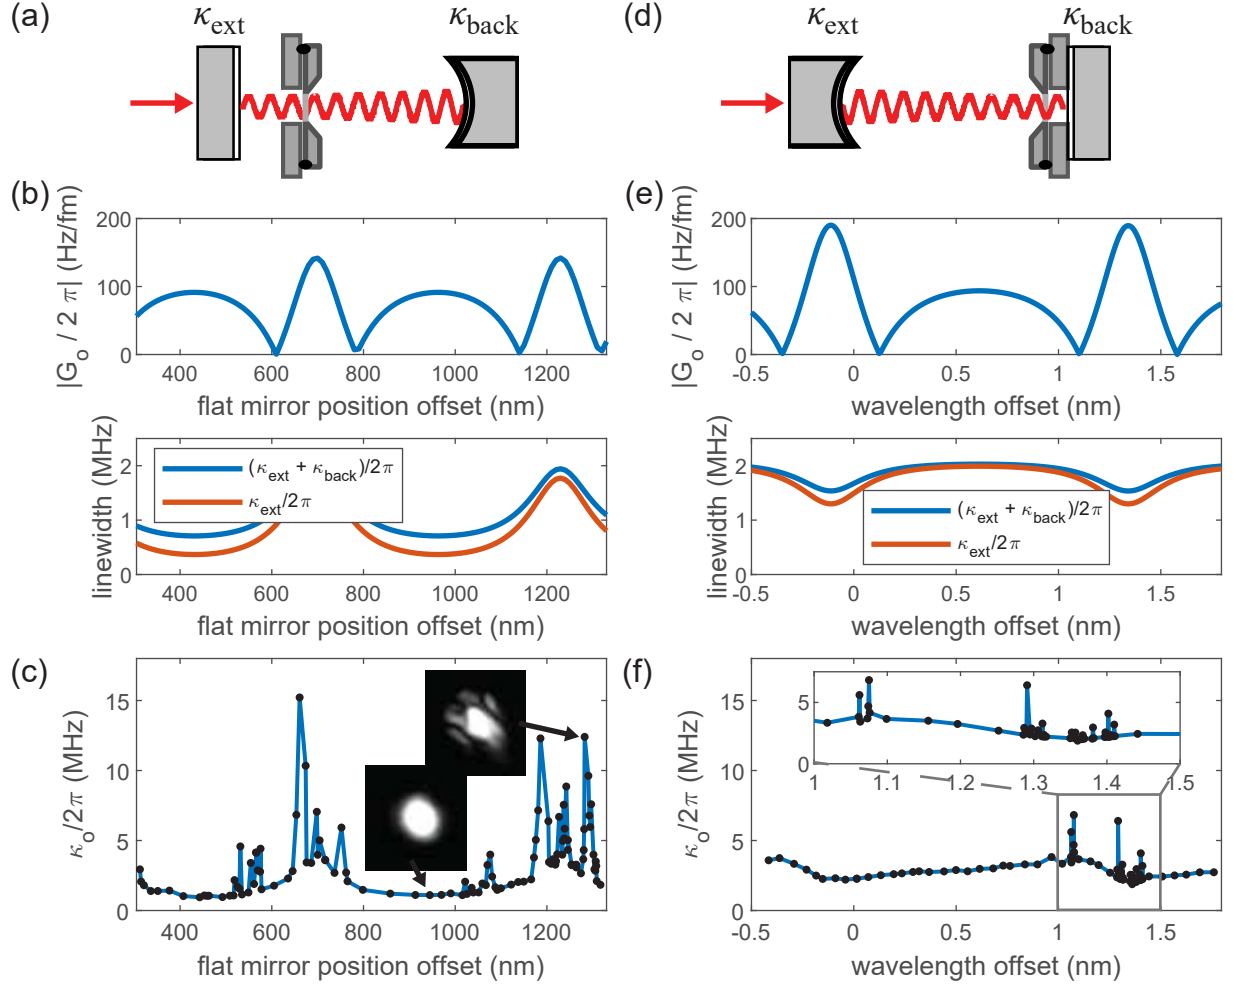 (a)
κext
κback
(d)
κext
κback
(b)
|Go / 2 π| (Hz/fm)
200
100
0
400
600
800
1000
1200
flat mirror position offset (nm)
linewidth (MHz)
2
1
0
(κext + κback)/2π
κext/2π
400
600
800
1000
1200
flat mirror position offset (nm)
(e)
|Go / 2 π| (Hz/fm)
200
100
0
-0.5
0
0.5
1
1.5
wavelength offset (nm)
linewidth (MHz)
2
1
0
(κext + κback)/2π
κext/2π
-0.5
0
0.5
1
1.5
wavelength offset (nm)
(c)
κo/2π (MHz)
15
10
5
0
400
600
800
1000
1200
flat mirror position offset (nm)
(f)
κo/2π (MHz)
15
10
5
0
5
0
1
1.1
1.2
1.3
1.4
1.5
-0.5
0
0.5
1
1.5
wavelength offset (nm)